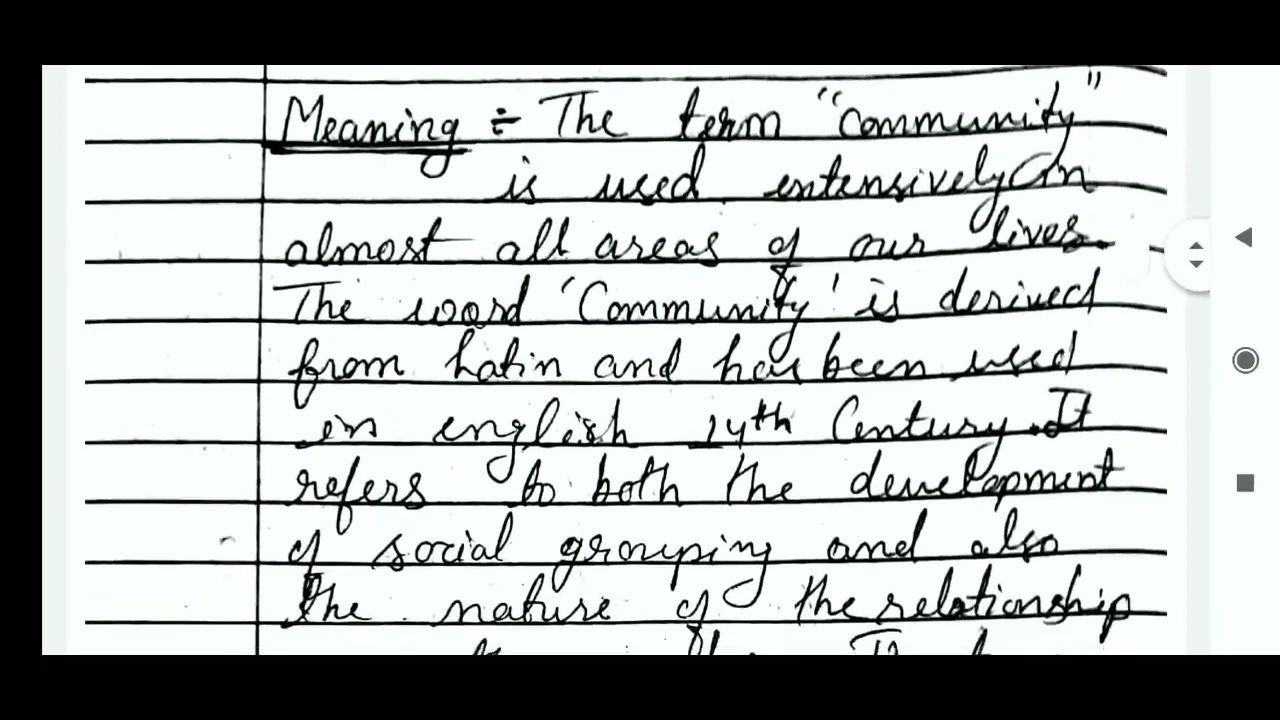 Meaning ÷ The term "Community"
is used extensively in
almost all areas of our lives.
The word 'Community' is derived
from Latin and has been used
in english 14th Century. It
refers to both the development
of social grouping and also
the nature of the relationship